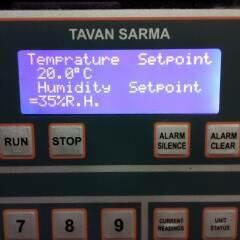 TAVAN SARMA
Temprature Setpoint
20.0°C
Humidity Setpoint
=35%R.H.
RUN
STOP
ALARM
SILENCE
ALARM
CLEAR
7
8
9
CURRENT
READINGS
UNIT
STATUS